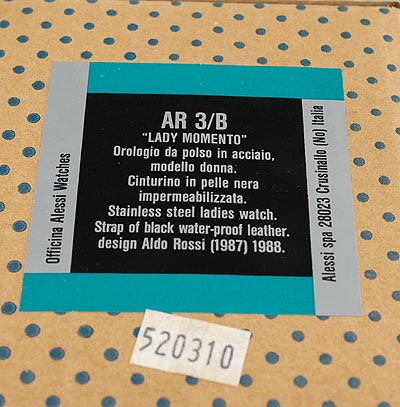 AR 3/B
“LADY MOMENTO”
Orologio da polso in acciaio,
modello donna.
Cinturino in pelle nera
impermeabilizzata.
Stainless steel ladies watch.
Strap of black water-proof leather.
design Aldo Rossi (1987) 1988.
Officina Alessi Watches
Alessi spa 28023 Crusinallo (No) Italia
520310